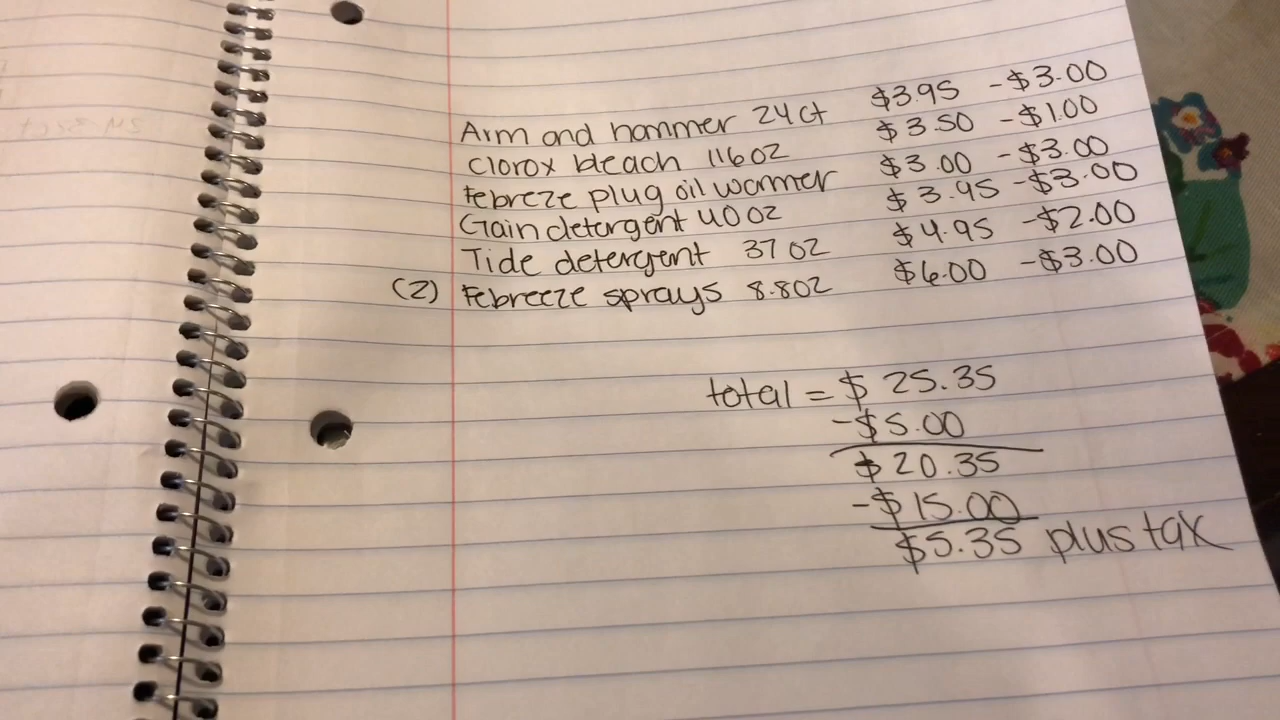 Arm and hammer 24ct $3.95 -$3.00
Clorox bleach 116oz $3.50 -$1.00
Febreze plug oil warmer $3.00 -$3.00
Gain detergent 40oz $3.95 -$3.00
Tide detergent 37oz $4.95 -$2.00
(2) Febreeze sprays 8.8oz $6.00 -$3.00
total = $25.35
-$5.00
$20.35
-$15.00
$5.35 plus tax